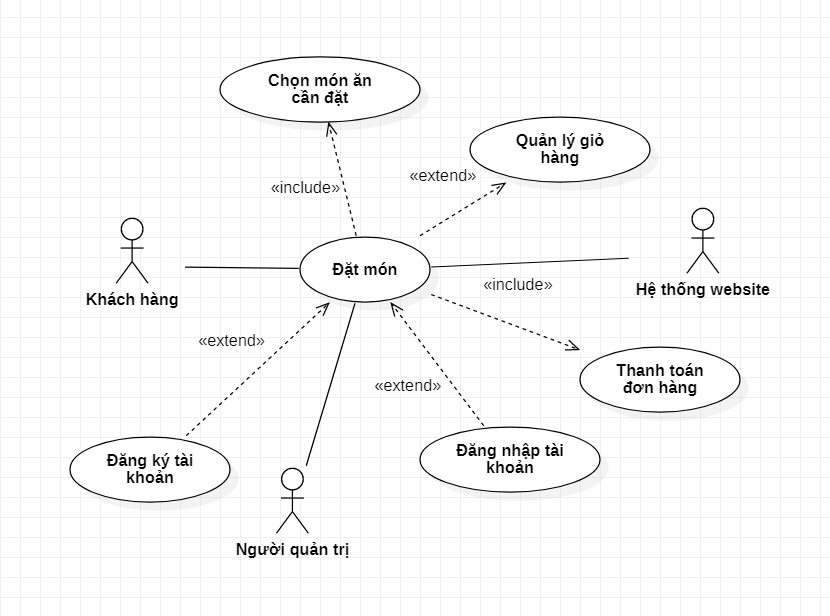 Chọn món ăn
cần đặt
Quản lý giỏ
hàng
«extend»
«include»
Đặt món
«include»
Hệ thống website
Khách hàng
«extend»
Thanh toán
đơn hàng
«extend»
Đăng ký tài
khoản
Đăng nhập tài
khoản
Người quản trị